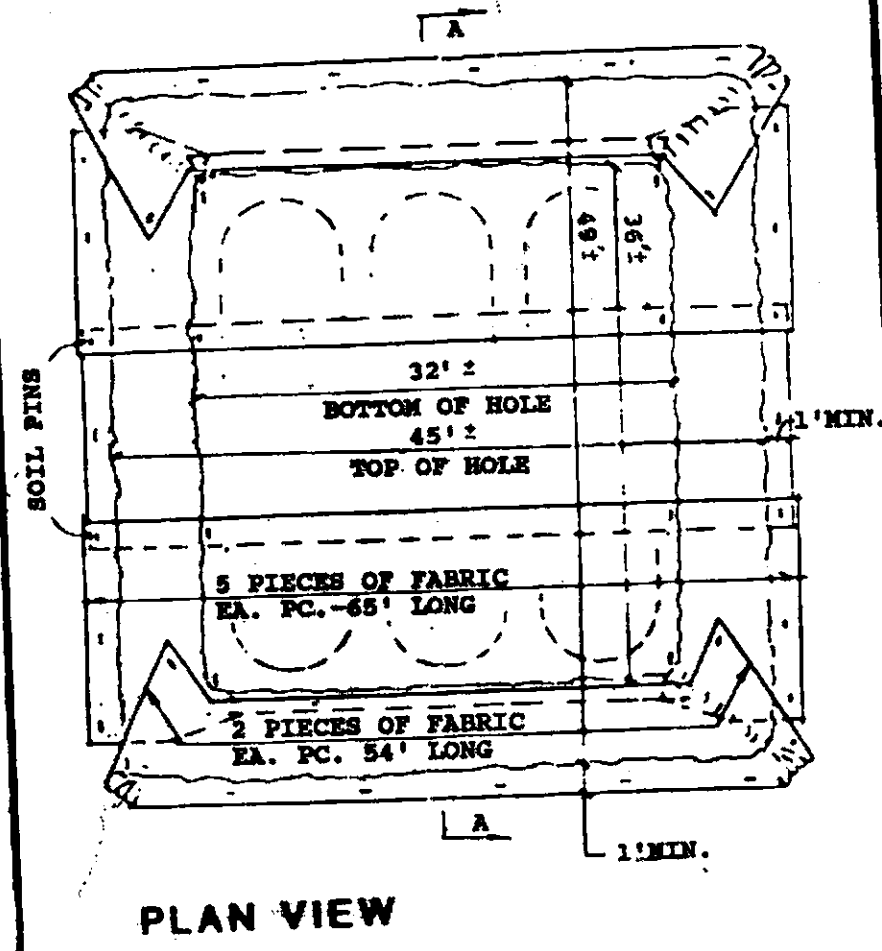 A
49'±
36'±
32' ±
BOTTOM OF HOLE
45' ±
TOP OF HOLE
1'MIN.
SOIL PINS
5 PIECES OF FABRIC
EA. PC.-65' LONG
2 PIECES OF FABRIC
EA. PC. 54' LONG
A
1'MIN.
PLAN VIEW